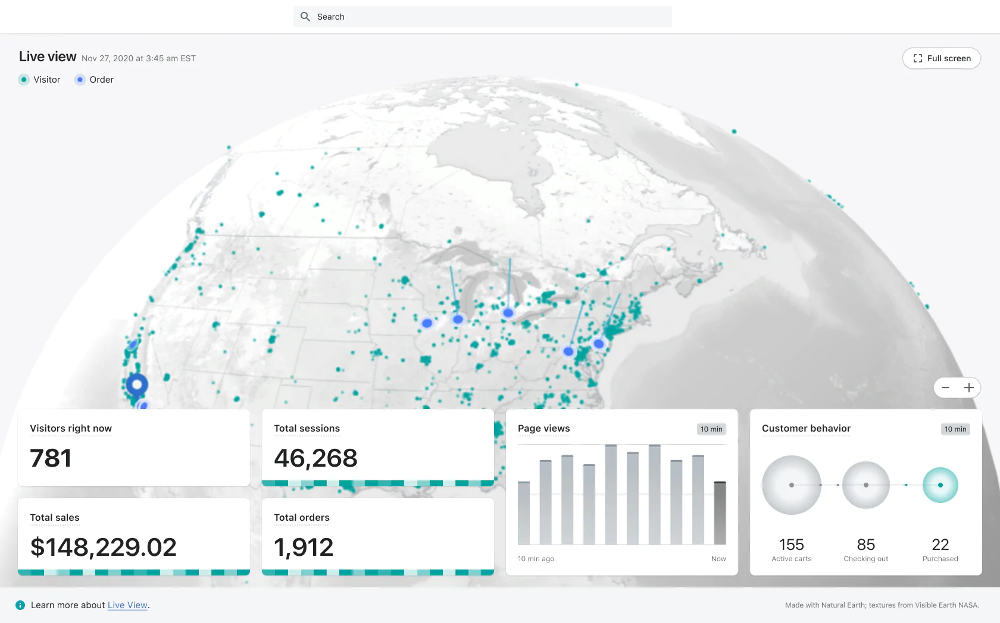 Search
Live view Nov 27, 2020 at 3:45 am EST
Full screen
Visitor Order
Visitors right now
781
Total sessions
46,268
Total sales
$148,229.02
Total orders
1,912
Page views 10 min
10 min ago Now
Customer behavior 10 min
155 85 22
Active carts Checking out Purchased
Learn more about Live View.
Made with Natural Earth; textures from Visible Earth NASA.